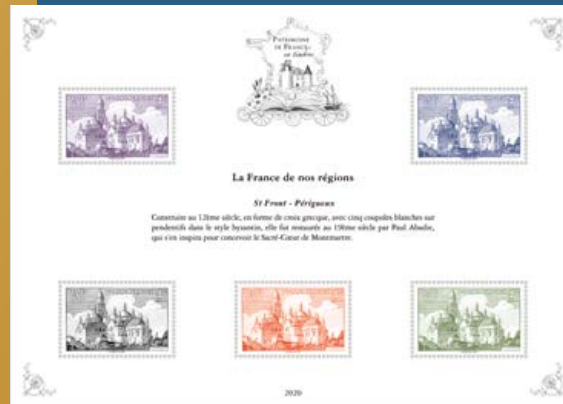 PATRIMOINE
DE FRANCE
en timbres
La France de nos régions
St Front - Périgueux
Construite au 12ème siècle, en forme de croix grecque, avec cinq coupoles blanches sur
pendentifs dans le style byzantin, elle fut restaurée au 19ème siècle par Paul Abadie,
qui s'en inspira pour concevoir le Sacré-Cœur de Montmartre.
2020